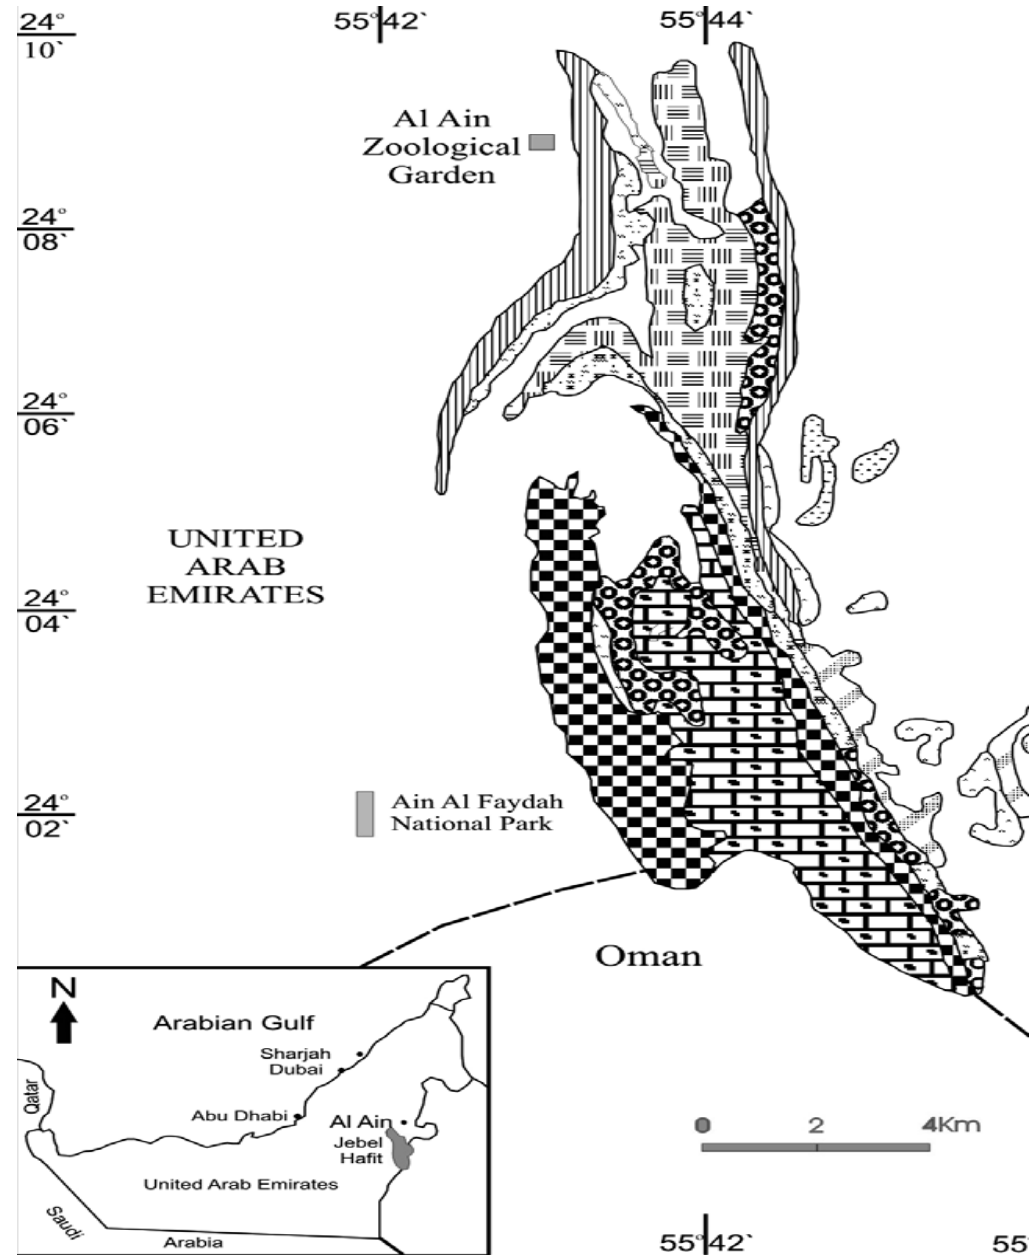 55°42`
55°44`
24°
10`
Al Ain
Zoological
Garden
24°
08`
24°
06`
UNITED
ARAB
EMIRATES
24°
04`
24°
02`
Ain Al Faydah
National Park
Oman
N
Arabian Gulf
Sharjah
Dubai
Qatar
Abu Dhabi
Al Ain
Jebel
Hafit
United Arab Emirates
Saudi
Arabia
0 2 4Km
55°42`
55